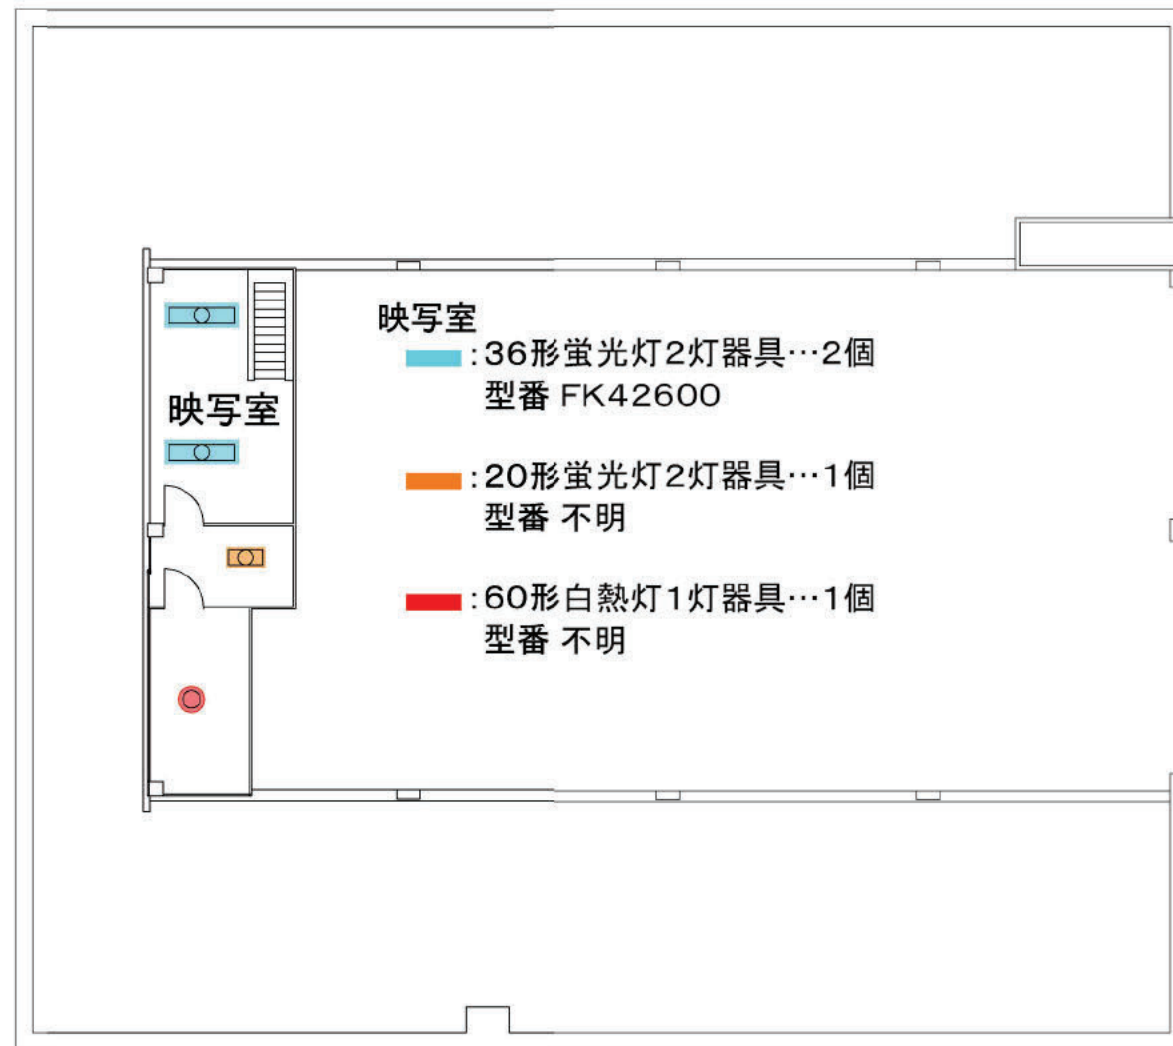 映写室
:36形蛍光灯2灯器具…2個
型番 FK42600
映写室
:20形蛍光灯2灯器具…1個
型番 不明
:60形白熱灯1灯器具…1個
型番 不明